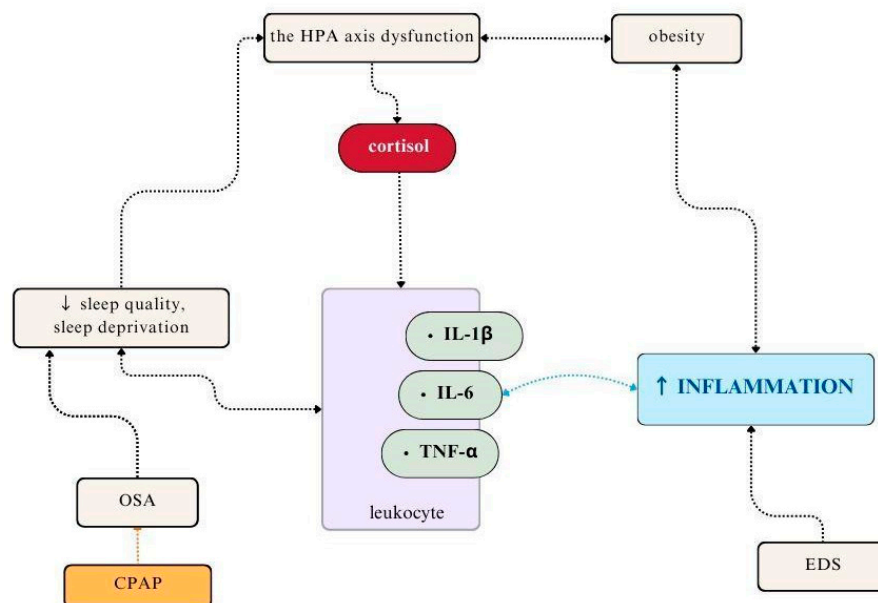 the HPA axis dysfunction
obesity
cortisol
↓ sleep quality,
sleep deprivation
• IL-1β
• IL-6
• TNF-α
leukocyte
↑ INFLAMMATION
OSA
CPAP
EDS